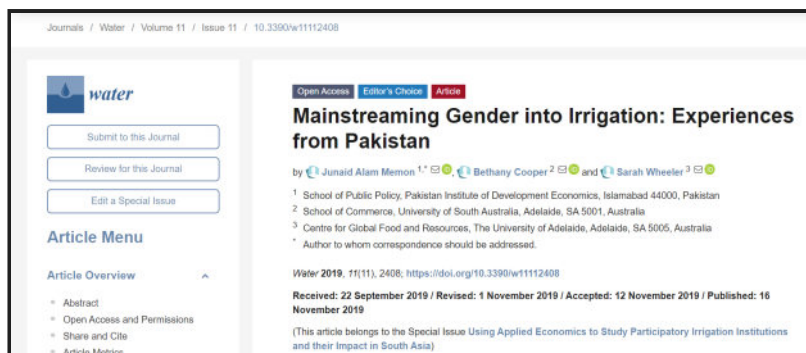 Journals / Water / Volume 11 / Issue 11 / 10.3390/w11112408
water
Submit to this Journal
Review for this Journal
Edit a Special Issue
Article Menu
Article Overview
Abstract
Open Access and Permissions
Share and Cite
Article Metrics
Open Access Editor's Choice Article
Mainstreaming Gender into Irrigation: Experiences
from Pakistan
by Junaid Alam Memon 1,* , Bethany Cooper 2 and Sarah Wheeler 3
1 School of Public Policy, Pakistan Institute of Development Economics, Islamabad 44000, Pakistan
2 School of Commerce, University of South Australia, Adelaide, SA 5001, Australia
3 Centre for Global Food and Resources, The University of Adelaide, Adelaide, SA 5005, Australia
* Author to whom correspondence should be addressed.
Water 2019, 11(11), 2408; https://doi.org/10.3390/w11112408
Received: 22 September 2019 / Revised: 1 November 2019 / Accepted: 12 November 2019 / Published: 16
November 2019
(This article belongs to the Special Issue Using Applied Economics to Study Participatory Irrigation Institutions
and their Impact in South Asia)